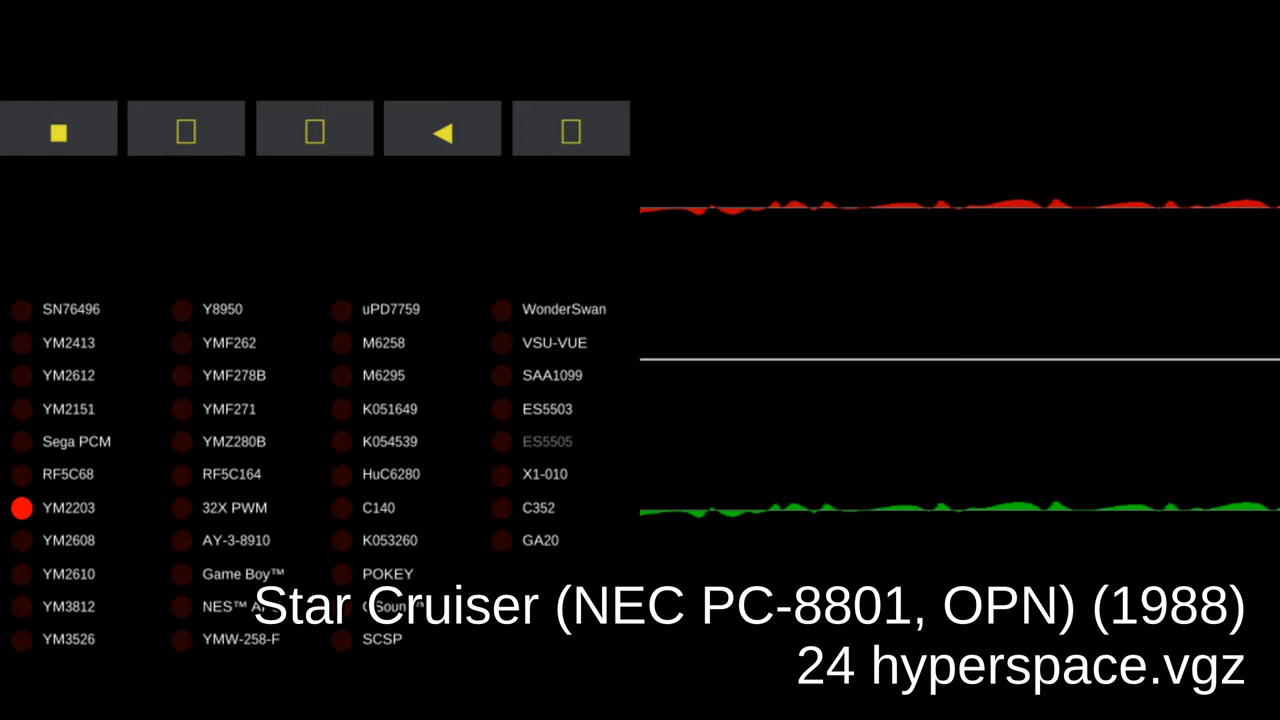 SN76496 Y8950 uPD7759 WonderSwan
YM2413 YMF262 M6258 VSU-VUE
YM2612 YMF278B M6295 SAA1099
YM2151 YMF271 K051649 ES5503
Sega PCM YMZ280B K054539 ES5505
RF5C68 RF5C164 HuC6280 X1-010
YM2203 32X PWM C140 C352
YM2608 AY-3-8910 K053260 GA20
YM2610 Game Boy™ POKEY
YM3812 NES™
YM3526 YMW-258-F SCSP
Star Cruiser (NEC PC-8801, OPN) (1988)
24 hyperspace.vgz